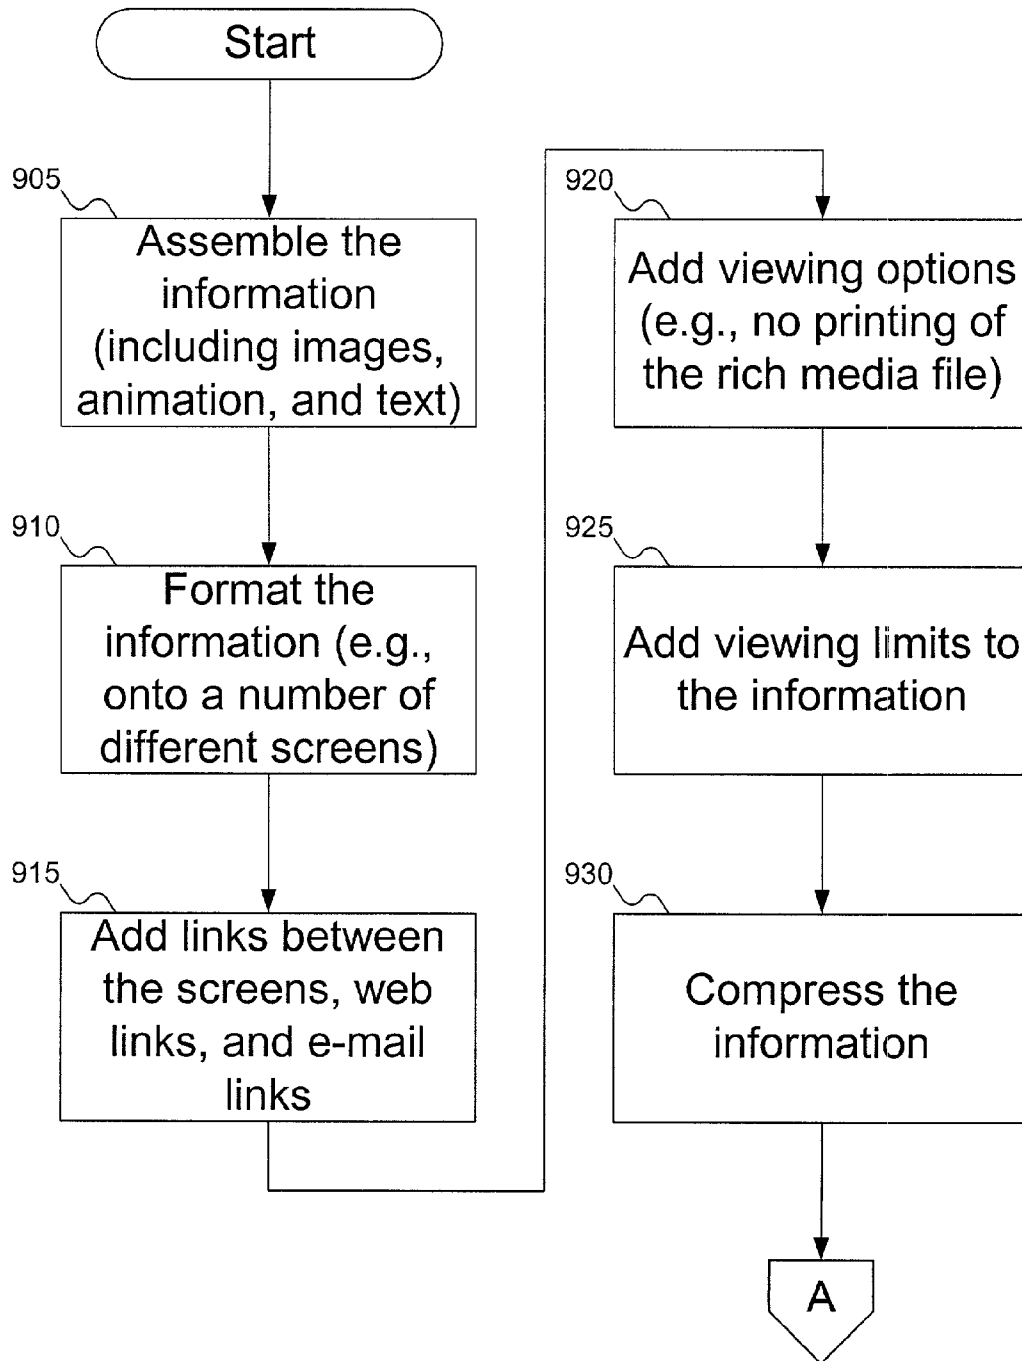 Start
905
Assemble the
information
(including images,
animation, and text)
910
Format the
information (e.g.,
onto a number of
different screens)
915
Add links between
the screens, web
links, and e-mail
links
920
Add viewing options
(e.g., no printing of
the rich media file)
925
Add viewing limits to
the information
930
Compress the
information
A